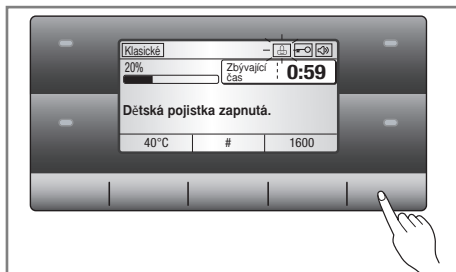 Klasické
20% Zbývající čas 0:59
Dětská pojistka zapnutá.
40°C # 1600